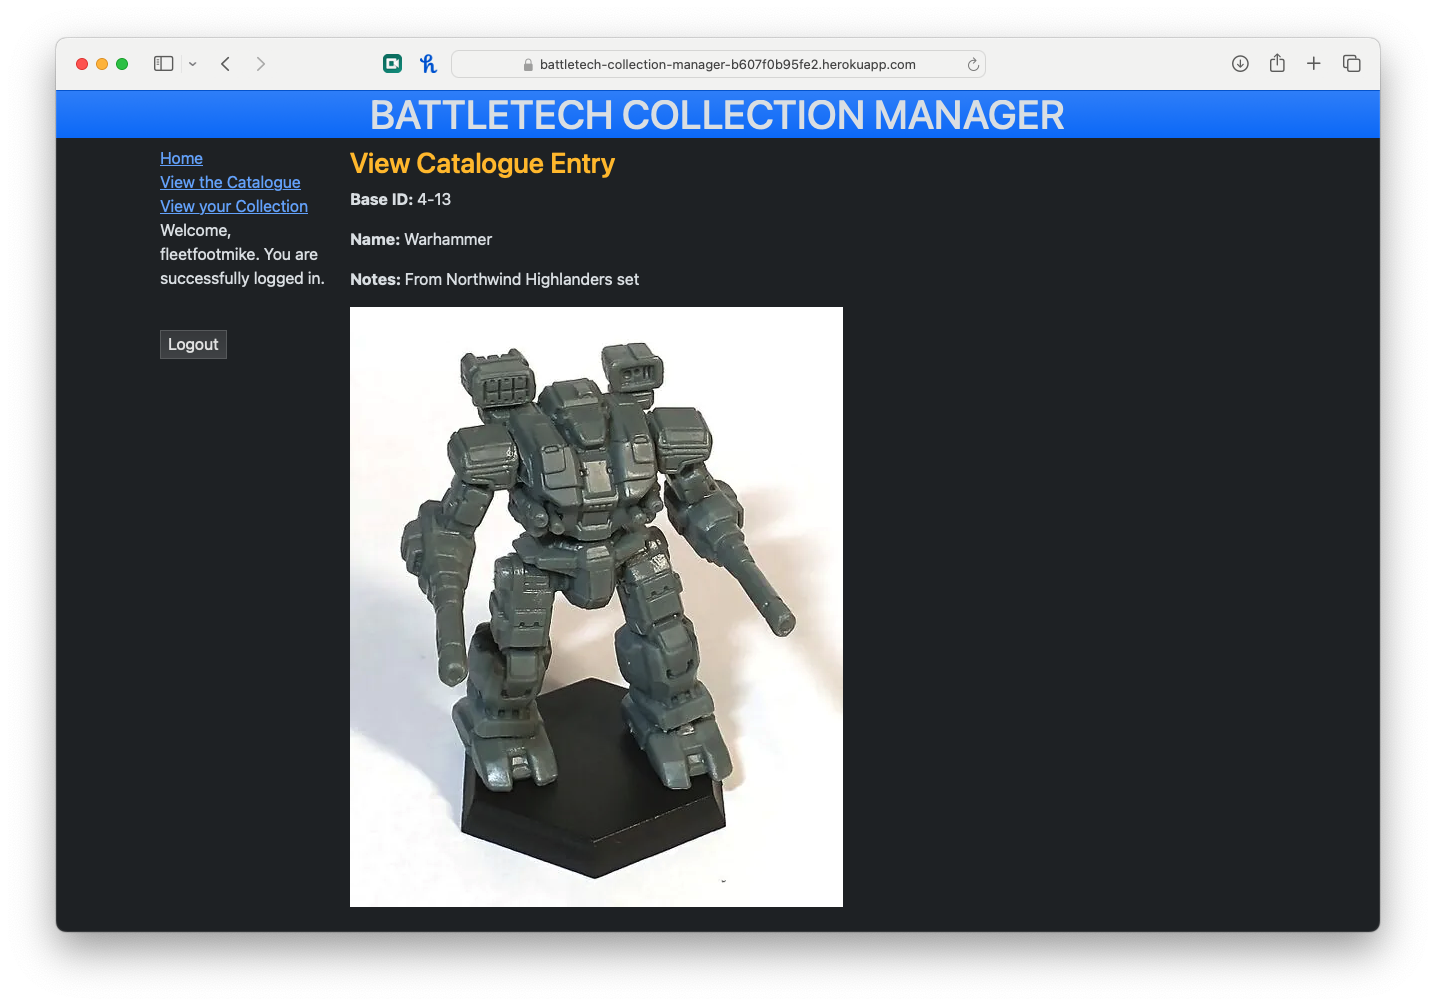 battletech-collection-manager-b607f0b95fe2.herokuapp.com
BATTLETECH COLLECTION MANAGER
Home
View the Catalogue
View your Collection
Welcome,
fleetfootmike. You are
successfully logged in.
Logout
View Catalogue Entry
Base ID: 4-13
Name: Warhammer
Notes: From Northwind Highlanders set